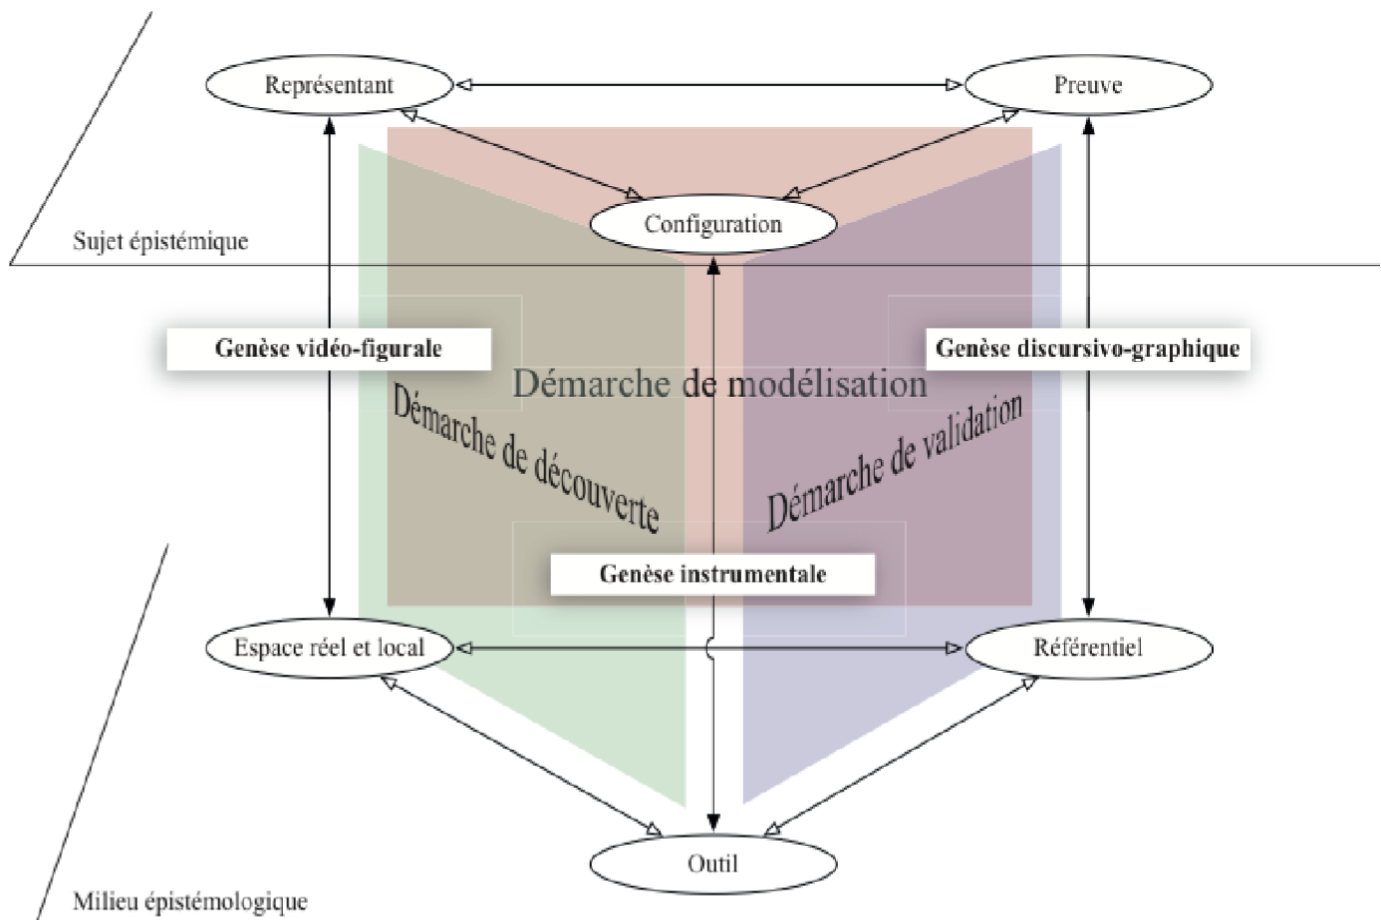 Représentant
Preuve
Configuration
Sujet épistémique
Genèse vidéo-figurale
Genèse discursivo-graphique
Démarche de modélisation
Démarche de découverte
Démarche de validation
Genèse instrumentale
Espace réel et local
Référentiel
Outil
Milieu épistémologique